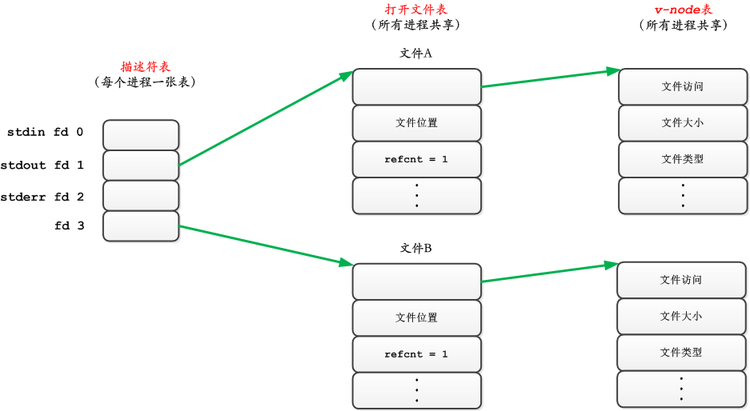 描述符表
(每个进程一张表)
stdin fd 0
stdout fd 1
stderr fd 2
fd 3
打开文件表
(所有进程共享)
文件A
文件位置
refcnt = 1
文件B
文件位置
refcnt = 1
v-node表
(所有进程共享)
文件访问
文件大小
文件类型
文件访问
文件大小
文件类型